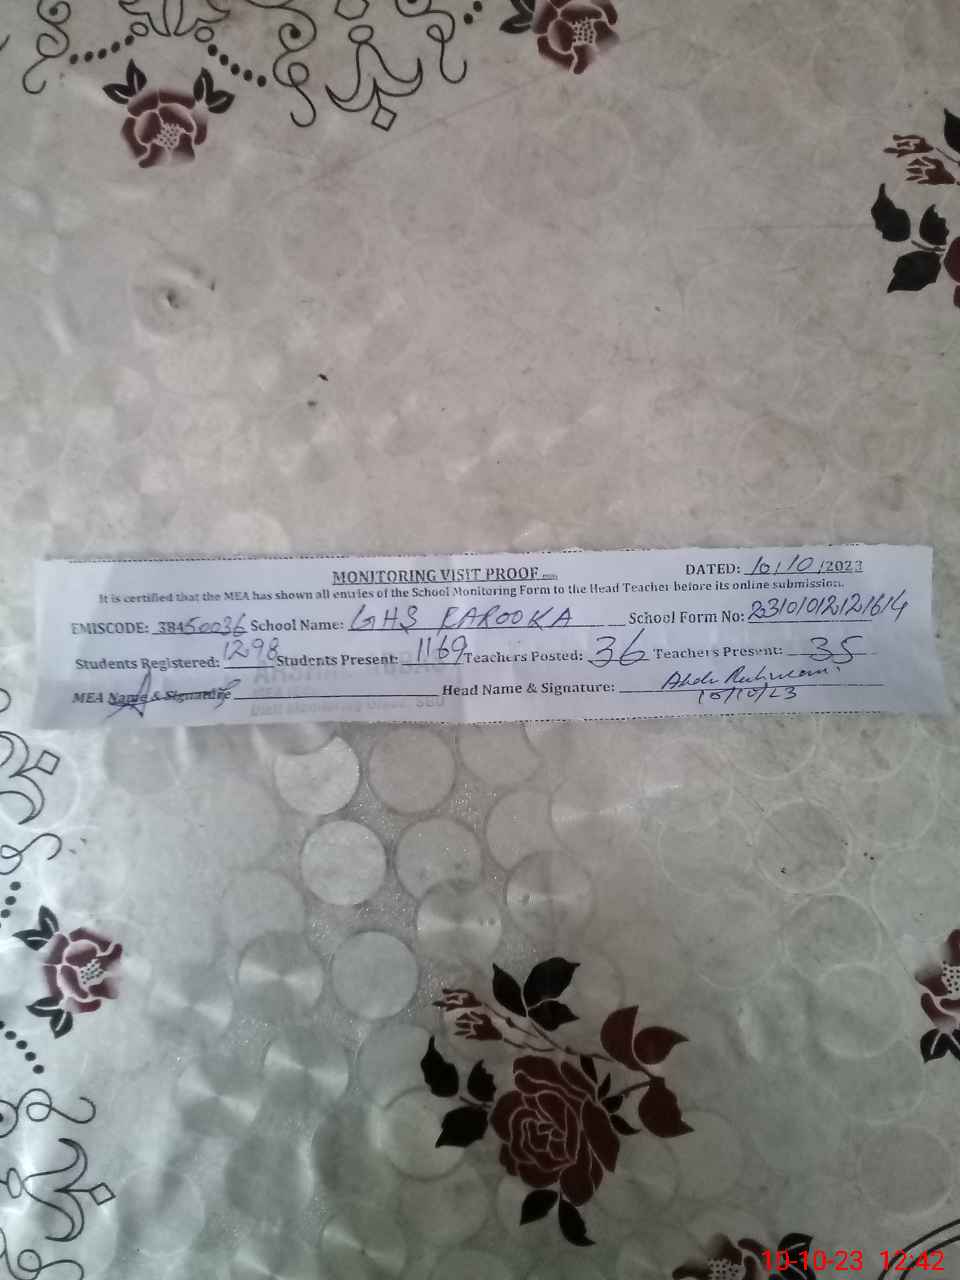 MONITORING VISIT PROOF
DATED: 10/10/2023
It is certified that the MEA has shown all entries of the School Monitoring Form to the Head Teacher before its online submission.
EMISCODE: 38450036 School Name: GHS FAROOKA School Form No:
Students Registered: 1298 Students Present: 1169 Teachers Posted: 36 Teachers Present: 35
MEA Name & Signature Head Name & Signature: Abdur Rehman
10/10/23
10-10-23 12:42